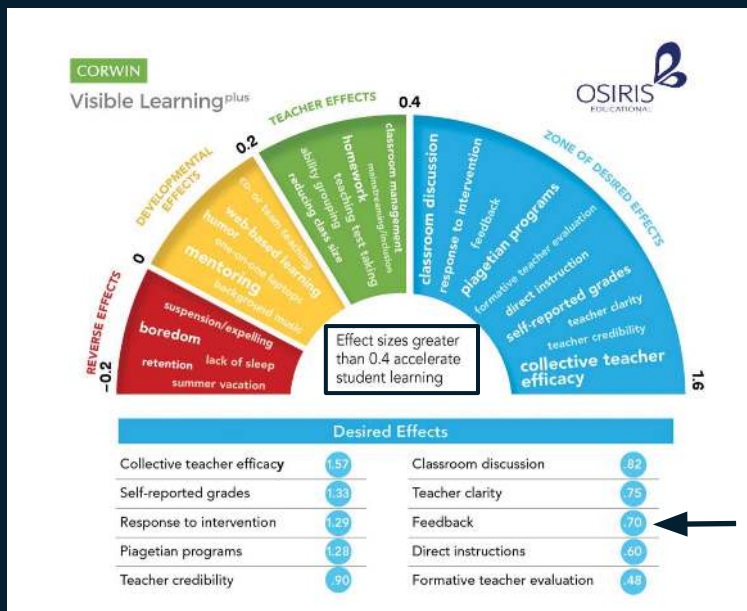 CORWIN
Visible Learning plus
OSIRIS
EDUCATIONAL
REVERSE EFFECTS
DEVELOPMENTAL
EFFECTS
TEACHER EFFECTS
ZONE OF DESIRED EFFECTS
-0.2
0
0.2
0.4
1.6
suspension/expelling
boredom
lack of sleep
retention
summer vacation
co-or team teaching
web-based learning
humor
one-on-one laptops
mentoring
background music
classroom management
mainstreaming/inclusion
homework
teaching test taking
ability grouping
reducing class size
classroom discussion
response to intervention
feedback
piagetian programs
formative teacher evaluation
direct instruction
self-reported grades
teacher clarity
teacher credibility
collective teacher
efficacy
Effect sizes greater
than 0.4 accelerate
student learning
Desired Effects
Collective teacher efficacy 1.57
Self-reported grades 1.33
Response to intervention 1.29
Piagetian programs 1.28
Teacher credibility .90
Classroom discussion .82
Teacher clarity .75
Feedback .70
Direct instructions .60
Formative teacher evaluation .48